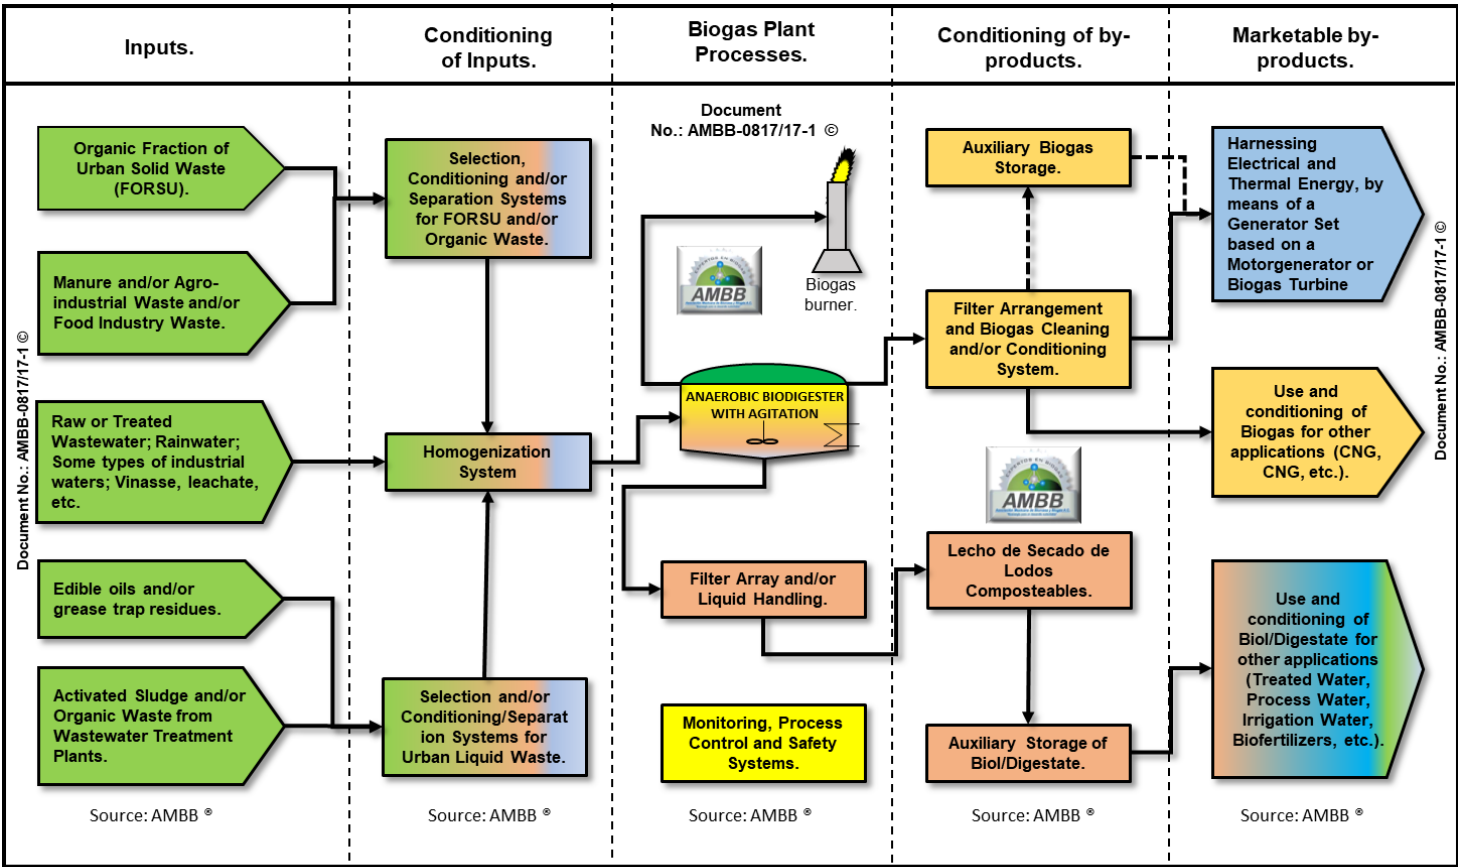 Inputs.
Conditioning
of Inputs.
Biogas Plant
Processes.
Conditioning of by-
products.
Marketable by-
products.
Document No.: AMBB-0817/17-1 ©
Organic Fraction of
Urban Solid Waste
(FORSU).
Manure and/or Agro-
industrial Waste and/or
Food Industry Waste.
Raw or Treated
Wastewater; Rainwater;
Some types of industrial
waters; Vinasse, leachate,
etc.
Edible oils and/or
grease trap residues.
Activated Sludge and/or
Organic Waste from
Wastewater Treatment
Plants.
Source: AMBB ®
Selection,
Conditioning and/or
Separation Systems
for FORSU and/or
Organic Waste.
Homogenization
System
Selection and/or
Conditioning/Separat
ion Systems for
Urban Liquid Waste.
Source: AMBB ®
Document
No.: AMBB-0817/17-1 ©
Biogas
burner.
AMBB
ANAEROBIC BIODIGESTER
WITH AGITATION
Filter Array and/or
Liquid Handling.
Monitoring, Process
Control and Safety
Systems.
Source: AMBB ®
Auxiliary Biogas
Storage.
Filter Arrangement
and Biogas Cleaning
and/or Conditioning
System.
AMBB
Lecho de Secado de
Lodos
Composteables.
Auxiliary Storage of
Biol/Digestate.
Source: AMBB ®
Harnessing
Electrical and
Thermal Energy, by
means of a
Generator Set
based on a
Motorgenerator or
Biogas Turbine
Use and
conditioning of
Biogas for other
applications (CNG,
CNG, etc.).
Use and
conditioning of
Biol/Digestate for
other applications
(Treated Water,
Process Water,
Irrigation Water,
Biofertilizers, etc.).
Source: AMBB ®
Document No.: AMBB-0817/17-1 ©